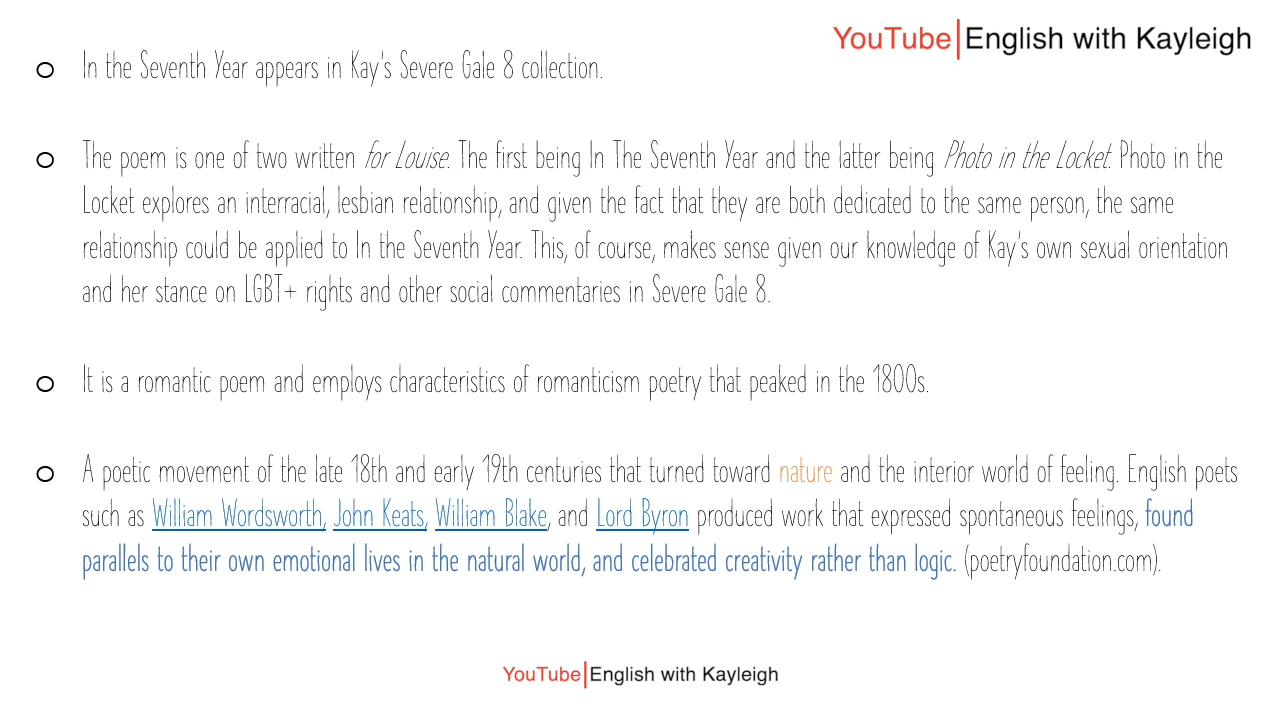 YouTube|English with Kayleigh
o In the Seventh Year appears in Kay's Severe Gale 8 collection.
o The poem is one of two written for Louise. The first being In The Seventh Year and the latter being Photo in the Locket. Photo in the
Locket explores an interracial, lesbian relationship, and given the fact that they are both dedicated to the same person, the same
relationship could be applied to In the Seventh Year. This, of course, makes sense given our knowledge of Kay's own sexual orientation
and her stance on LGBT+ rights and other social commentaries in Severe Gale 8.
o It is a romantic poem and employs characteristics of romanticism poetry that peaked in the 1800s.
o A poetic movement of the late 18th and early 19th centuries that turned toward nature and the interior world of feeling. English poets
such as William Wordsworth, John Keats, William Blake, and Lord Byron produced work that expressed spontaneous feelings, found
parallels to their own emotional lives in the natural world, and celebrated creativity rather than logic. (poetryfoundation.com).
YouTube|English with Kayleigh